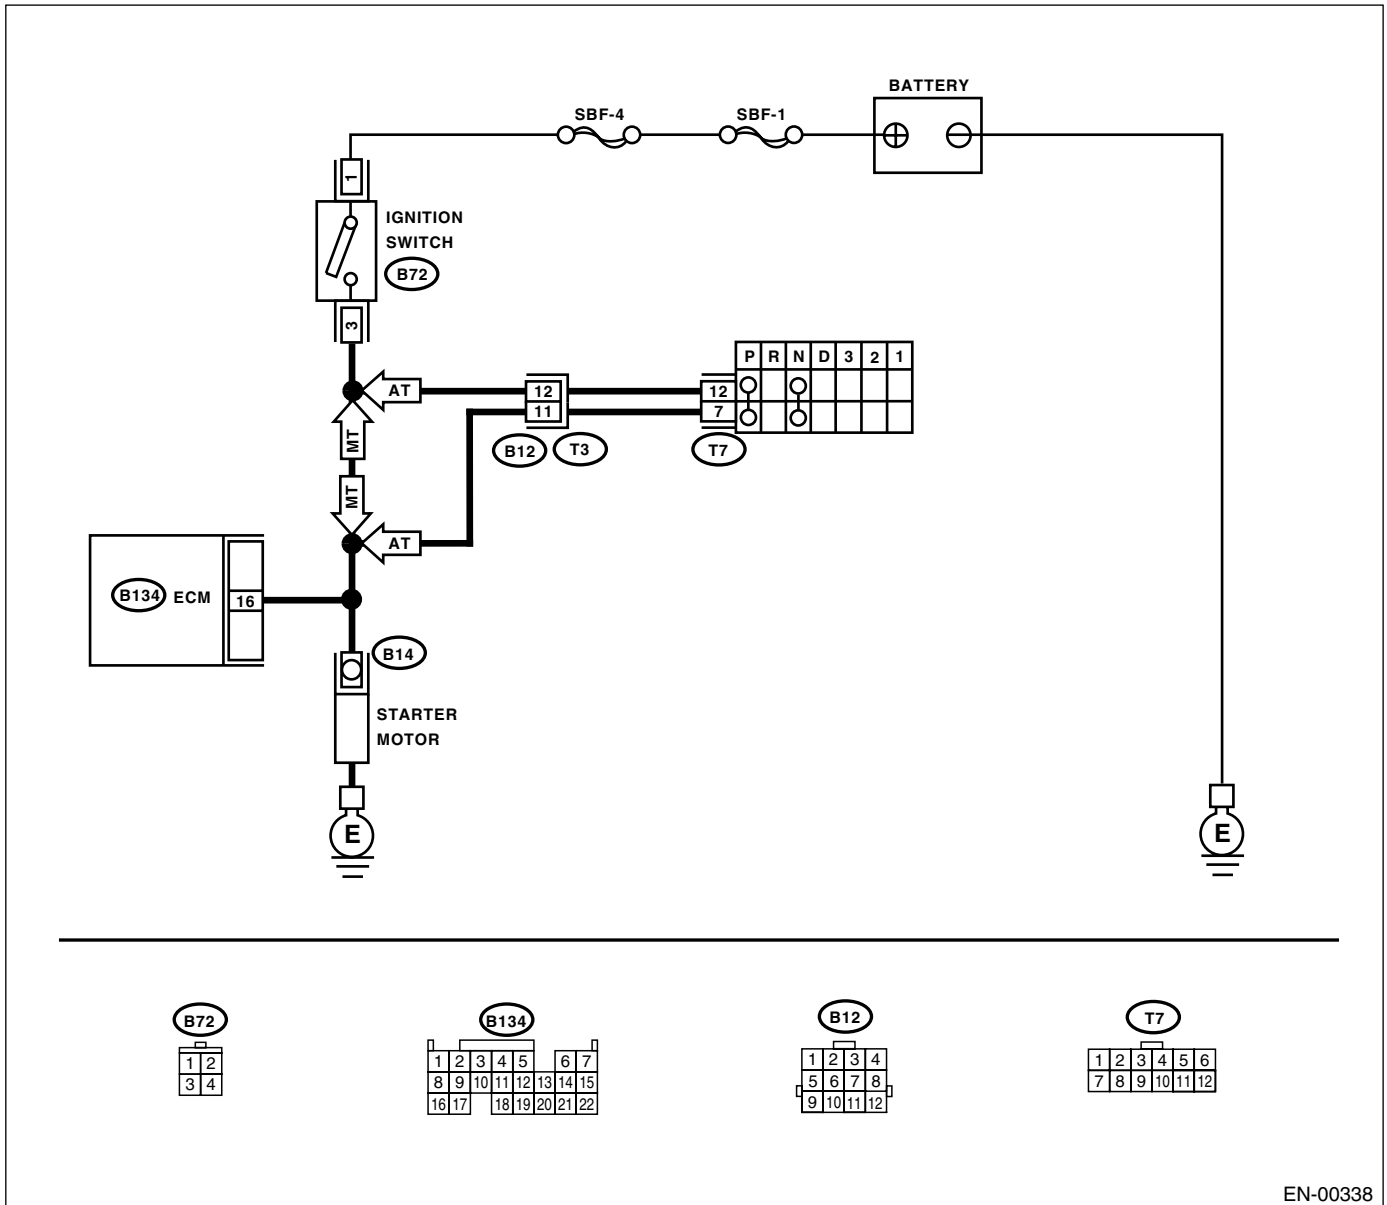 BATTERY
SBF-4 SBF-1
1
IGNITION
SWITCH
B72
3
P R N D 3 2 1
AT 12 12
11 7
MT
B12 T3 T7
MT
AT
B134 ECM 16
B14
STARTER
MOTOR
E E
B72 B134 B12 T7
1 2
3 4
1 2 3 4 5 6 7
8 9 10 11 12 13 14 15
16 17 18 19 20 21 22
1 2 3 4
5 6 7 8
9 10 11 12
1 2 3 4 5 6
7 8 9 10 11 12
EN-00338